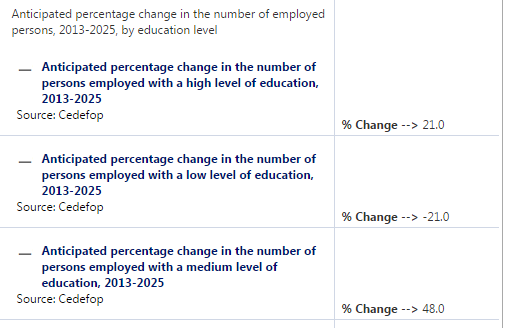 Anticipated percentage change in the number of employed
persons, 2013-2025, by education level
Anticipated percentage change in the number of
persons employed with a high level of education,
2013-2025
Source: Cedefop
% Change --> 21.0
Anticipated percentage change in the number of
persons employed with a low level of education,
2013-2025
Source: Cedefop
% Change --> -21.0
Anticipated percentage change in the number of
persons employed with a medium level of
education, 2013-2025
Source: Cedefop
% Change --> 48.0